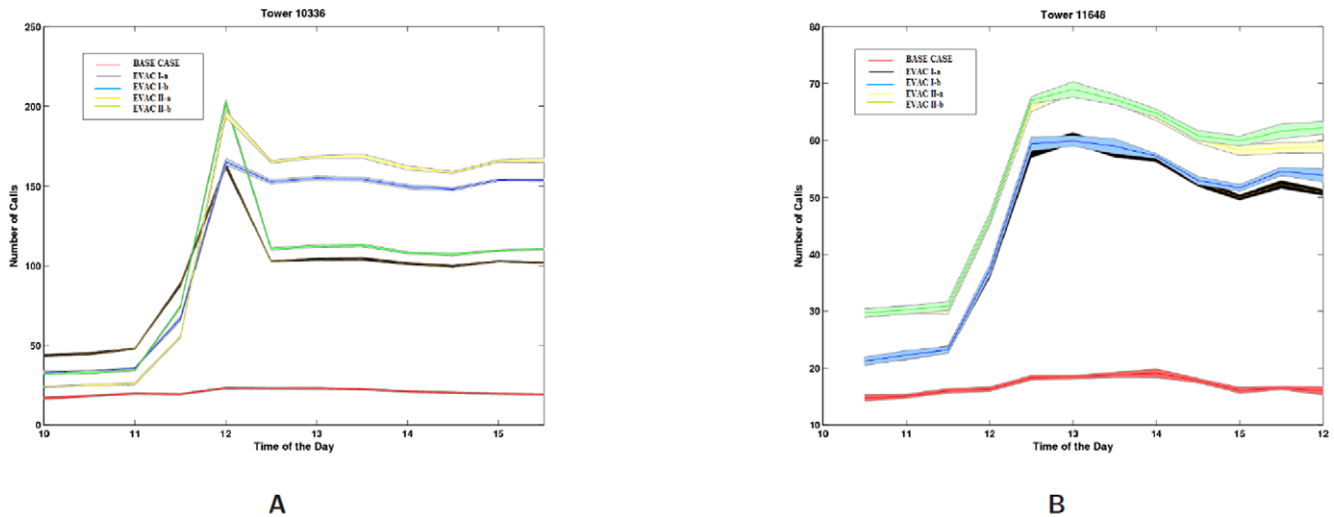 Tower 10336
250
200
150
100
50
0
Number of Calls
BASE CASE
EVAC I-a
EVAC I-b
EVAC II-a
EVAC II-b
10 11 12 13 14 15
Time of the Day
A
Tower 11648
80
70
60
50
40
30
20
10
Number of Calls
BASE CASE
EVAC I-a
EVAC I-b
EVAC II-a
EVAC II-b
10 11 12 13 14 15 12
Time of the Day
B